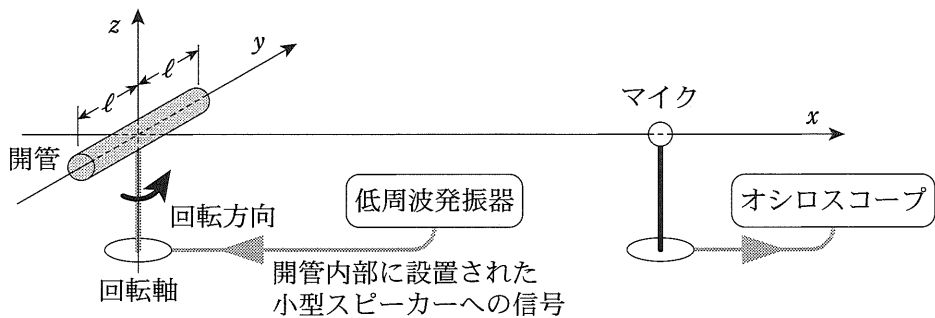 z
y
ℓ
ℓ
マイク
x
開管
回転方向
低周波発振器
オシロスコープ
回転軸
開管内部に設置された
小型スピーカーへの信号